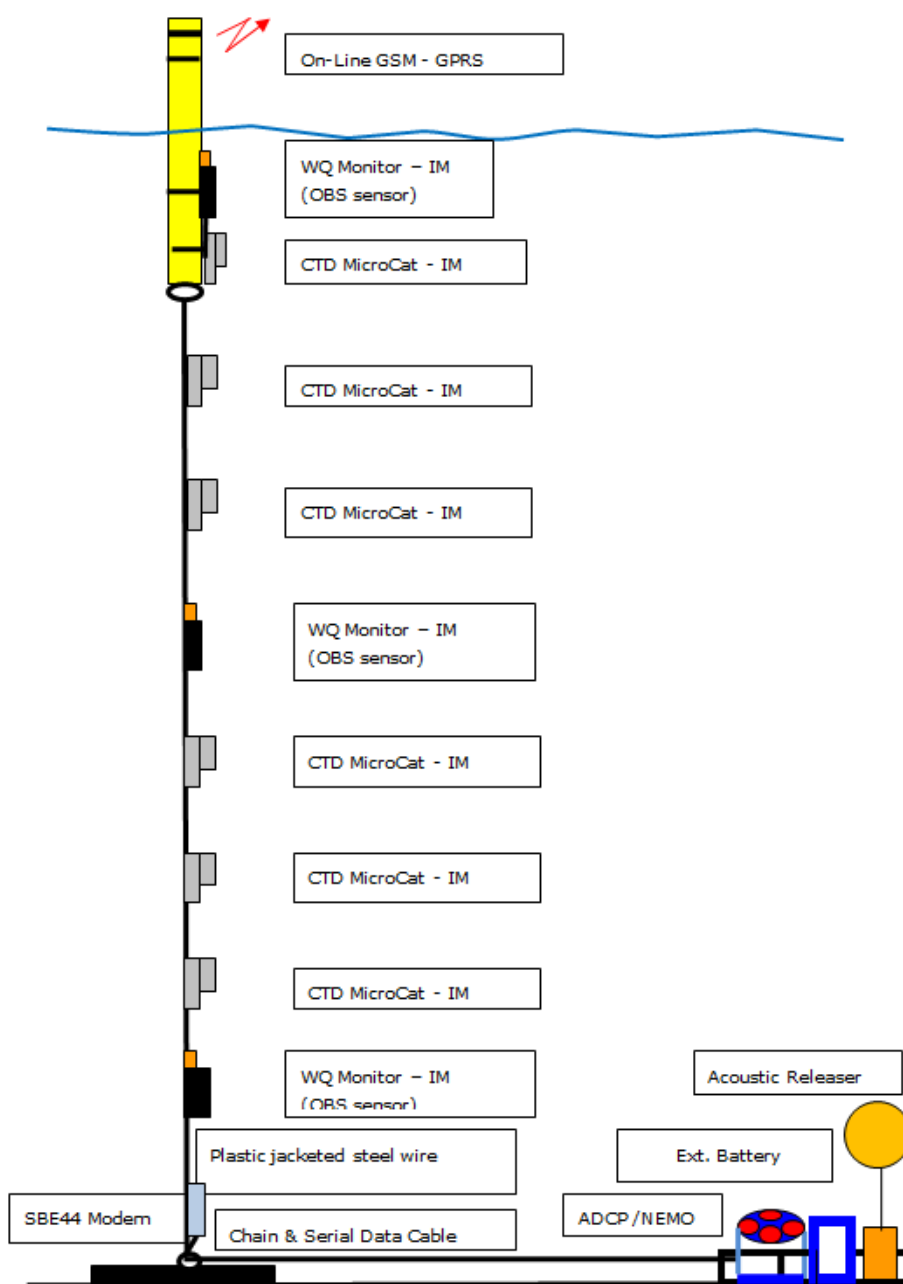 On-Line GSM - GPRS
WQ Monitor – IM
(OBS sensor)
CTD MicroCat - IM
CTD MicroCat - IM
CTD MicroCat - IM
WQ Monitor – IM
(OBS sensor)
CTD MicroCat - IM
CTD MicroCat - IM
CTD MicroCat - IM
WQ Monitor – IM
(OBS sensor)
Acoustic Releaser
Plastic jacketed steel wire
Ext. Battery
SBE44 Modem
Chain & Serial Data Cable
ADCP/NEMO